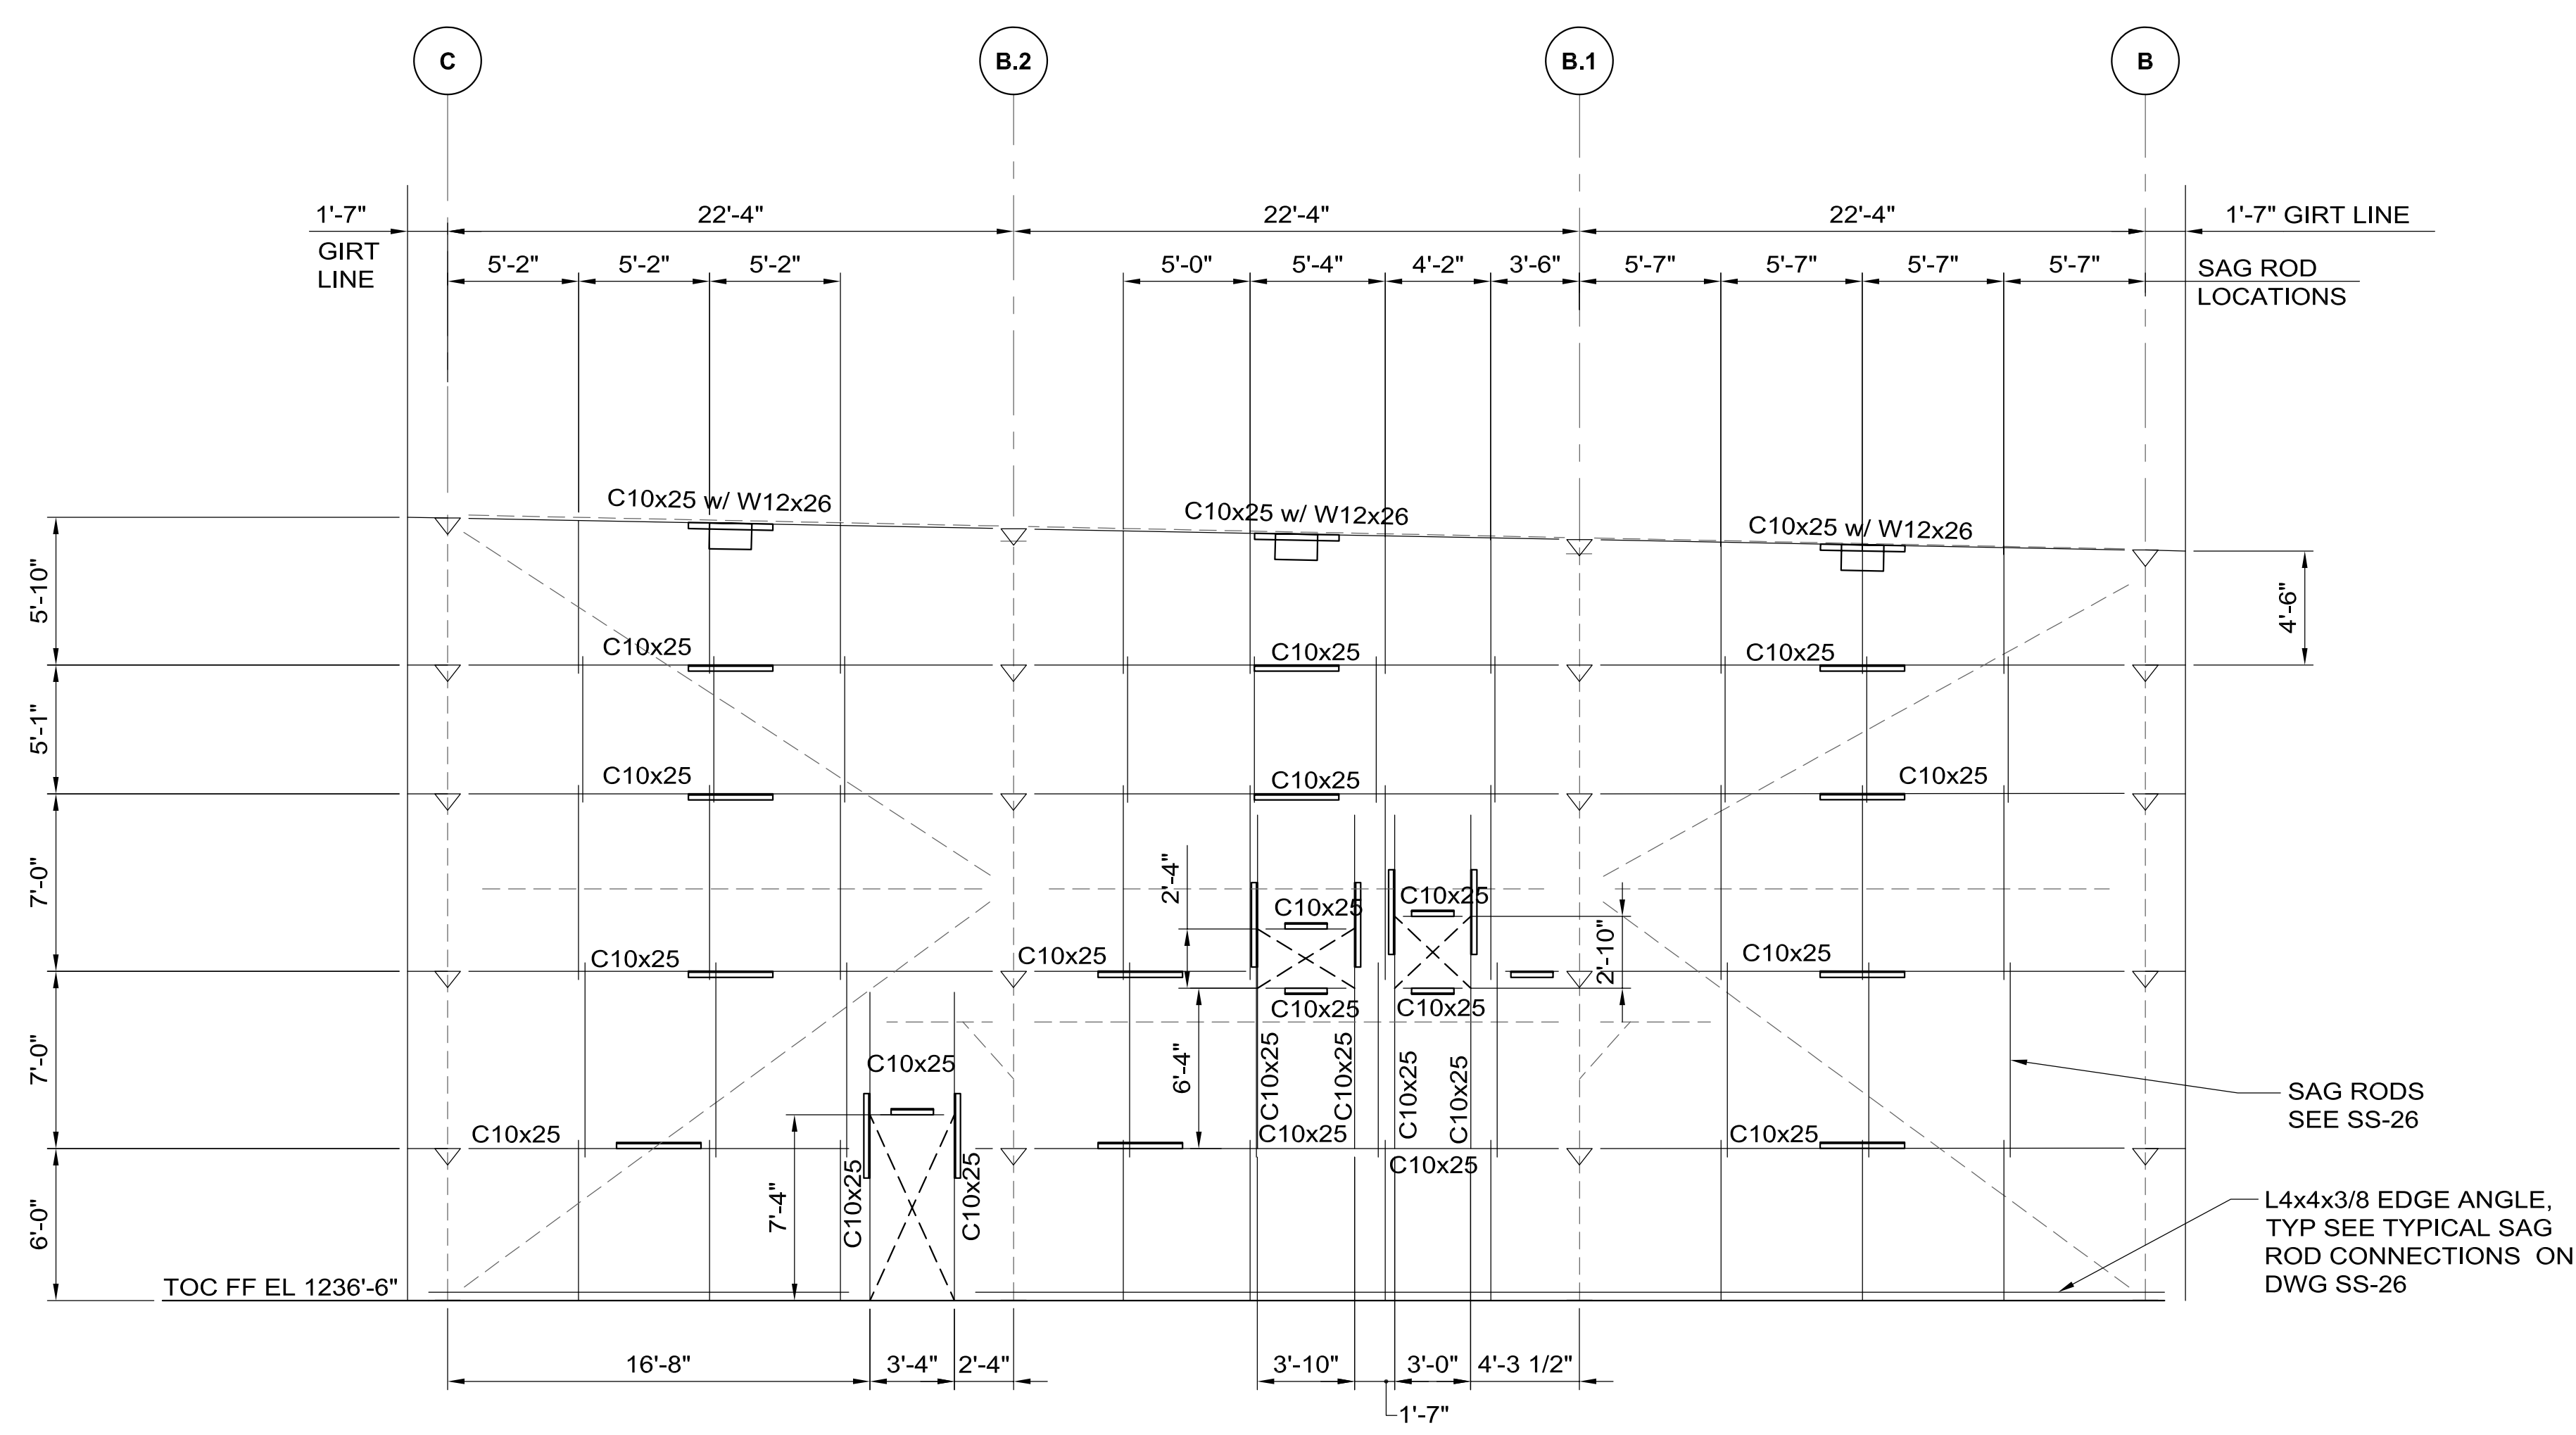 C
B.2
B.1
B
1'-7"
22'-4"
22'-4"
22'-4"
1'-7" GIRT LINE
GIRT
LINE
5'-2"
5'-2"
5'-2"
5'-0"
5'-4"
4'-2"
3'-6"
5'-7"
5'-7"
5'-7"
5'-7"
SAG ROD
LOCATIONS
C10x25 w/ W12x26
C10x25 w/ W12x26
C10x25 w/ W12x26
5'-10"
4'-6"
C10x25
C10x25
C10x25
5'-1"
C10x25
C10x25
C10x25
7'-0"
2'-4"
C10x25
C10x25
C10x25
C10x25
2'-10"
C10x25
C10x25
C10x25
7'-0"
C10x25
6'-4"
C10x25
C10x25
C10x25
C10x25
SAG RODS
SEE SS-26
C10x25
C10x25
C10x25
C10x25
6'-0"
7'-4"
C10x25
C10x25
L4x4x3/8 EDGE ANGLE,
TYP SEE TYPICAL SAG
ROD CONNECTIONS ON
DWG SS-26
TOC FF EL 1236'-6"
16'-8"
3'-4"
2'-4"
3'-10"
3'-0"
4'-3 1/2"
1'-7"